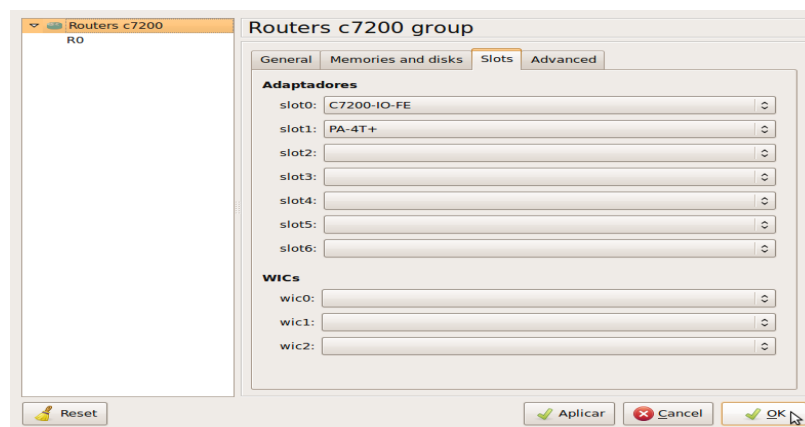 Routers c7200
R0
Routers c7200 group
General Memories and disks Slots Advanced
Adaptadores
slot0: C7200-IO-FE
slot1: PA-4T+
slot2:
slot3:
slot4:
slot5:
slot6:
WICs
wic0:
wic1:
wic2:
Reset Aplicar Cancel OK